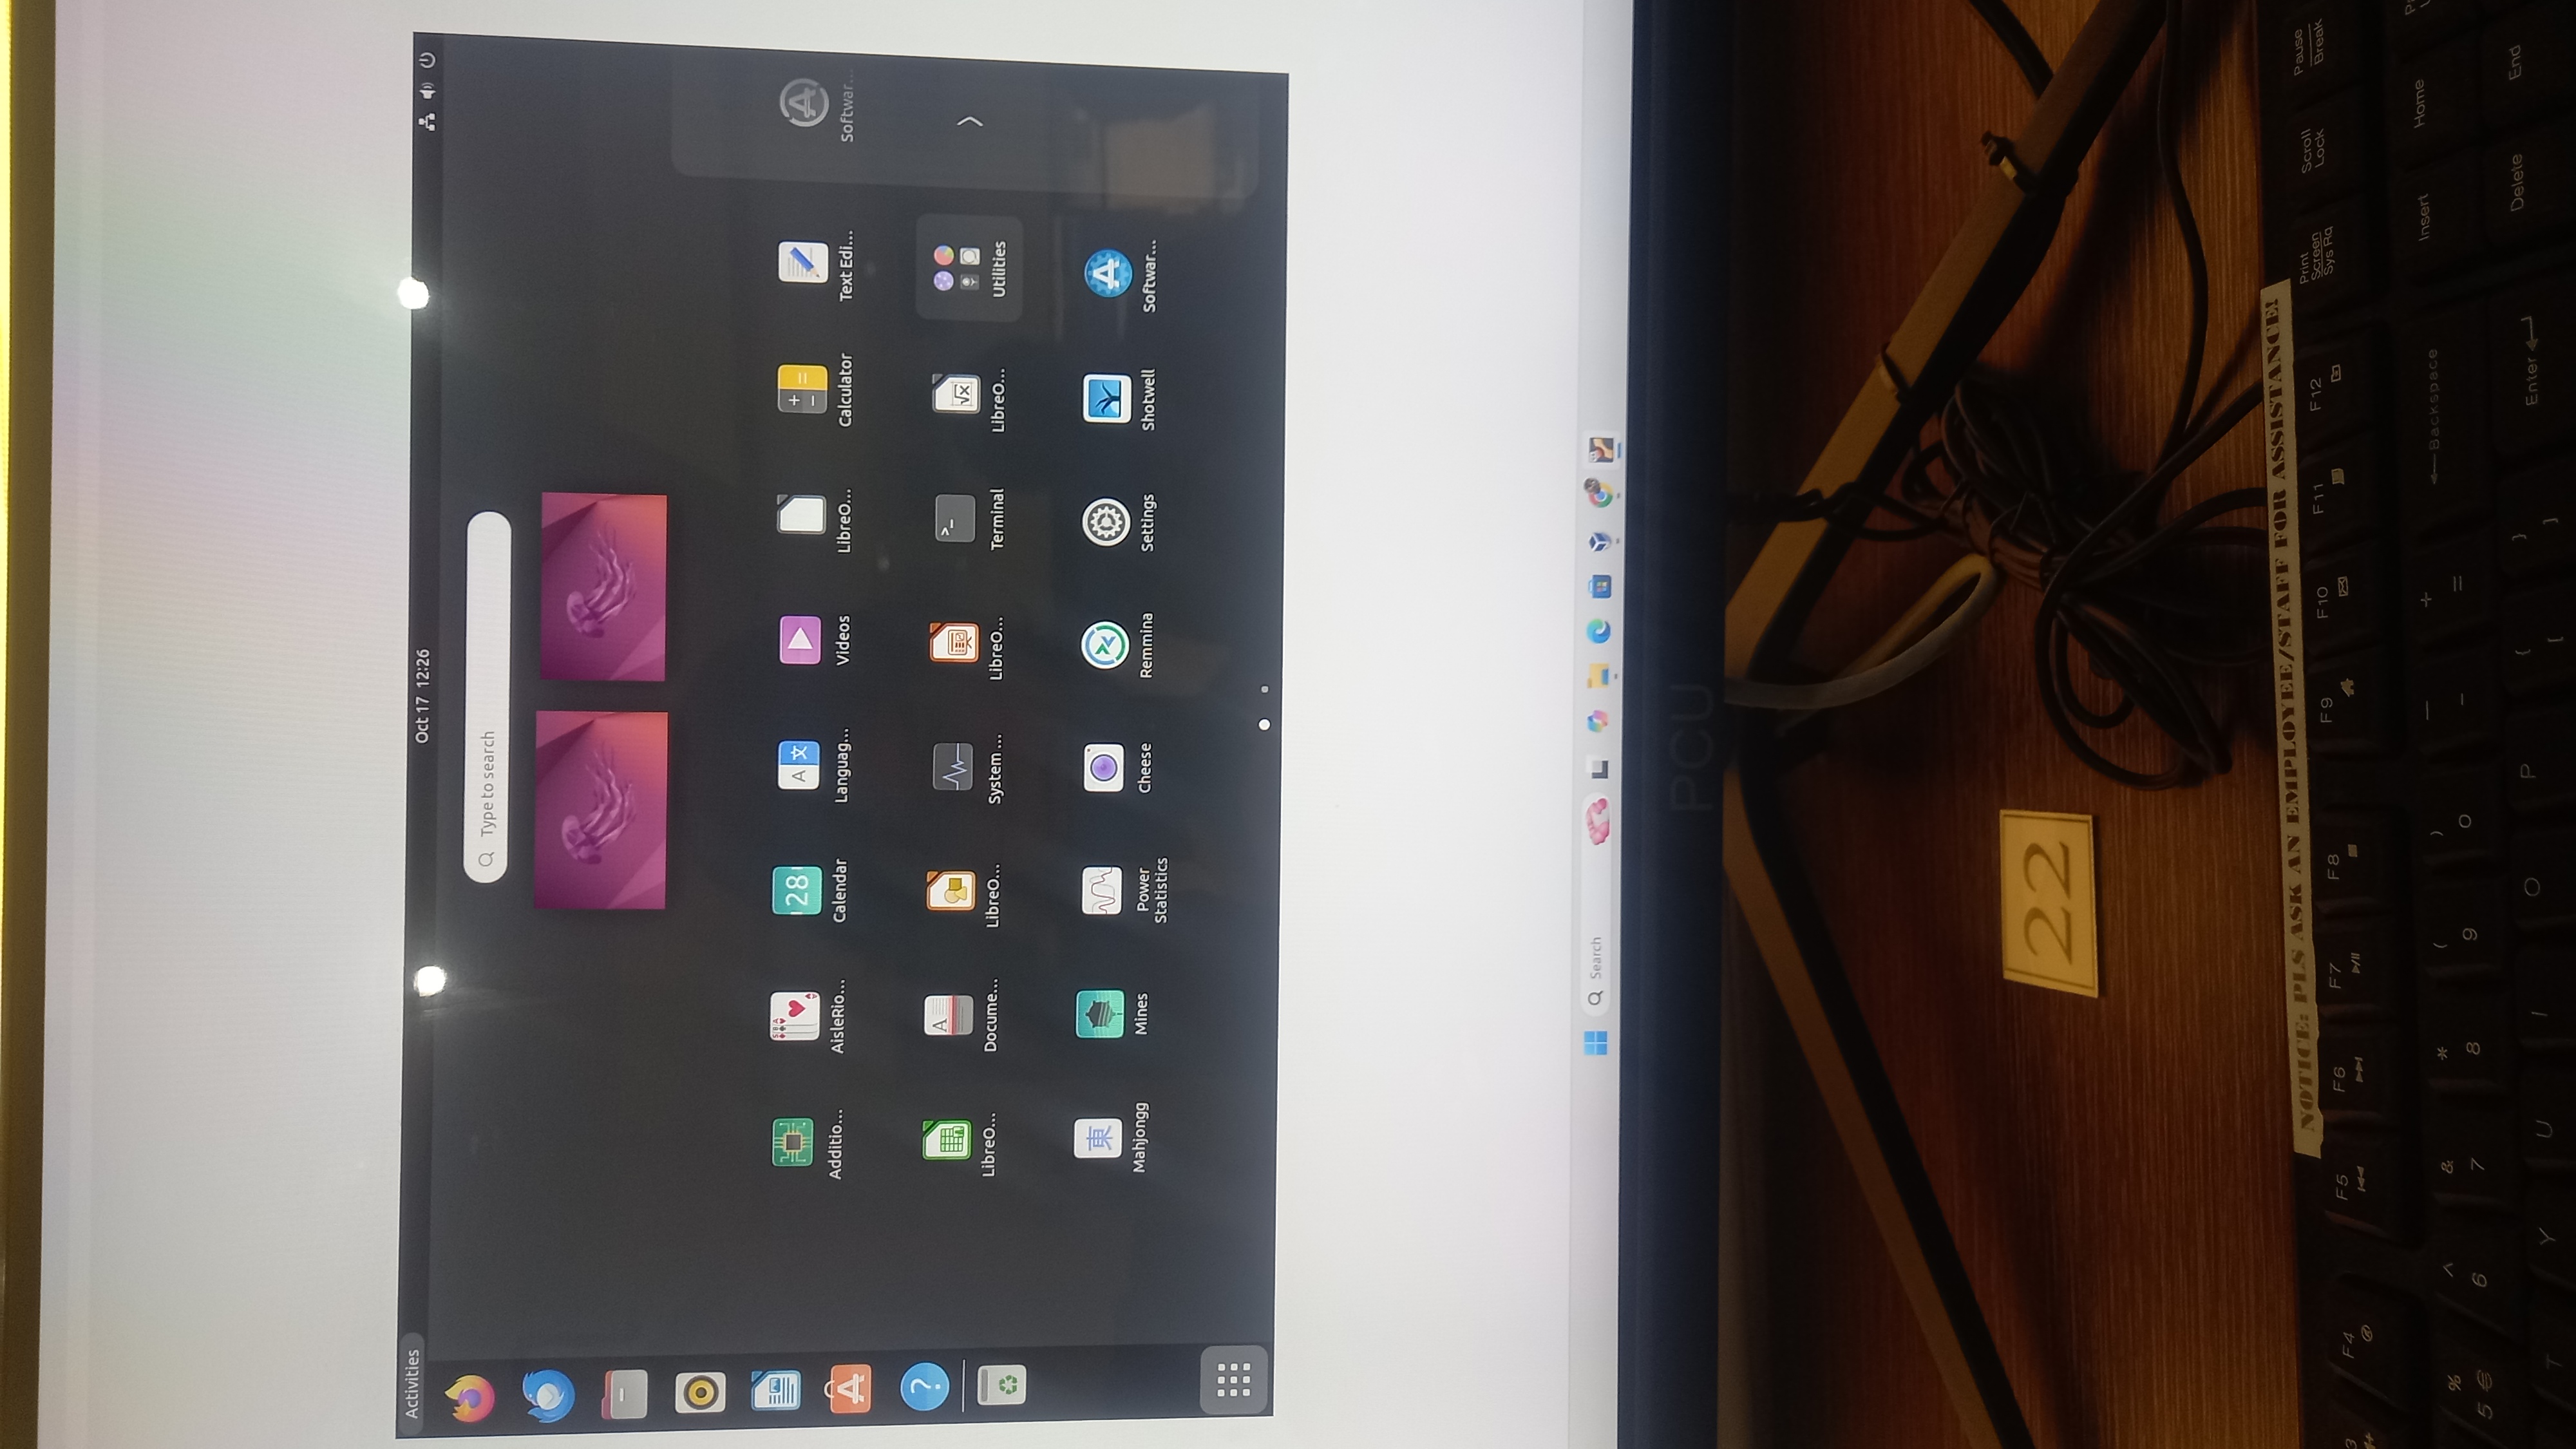 Activities
Oct 17 12:26
Type to search
Additio...
AisleRio...
28
Calendar
A 文
Languag...
Videos
LibreO...
Calculator
Text Edi...
Softwar...
LibreO...
A
Docume...
LibreO...
System ...
LibreO...
>_
Terminal
√x
LibreO...
Utilities
東
Mahjongg
Mines
Power
Statistics
Cheese
Remmina
Settings
Shotwell
Softwar...
Search
PCU
22
NOTICE: PLS ASK AN EMPLOYEE/STAFF FOR ASSISTANCE!
3 F4 F5 F6 F7 F8 F9 F10 F11 F12
Print
Screen
Sys Rq
Scroll
Lock
Pause
Break
% ^ & * ( ) — +
5 € 6 7 8 9 0 - = Backspace
Insert Home
T Y U I O P { }
[ ]
Enter
Delete End